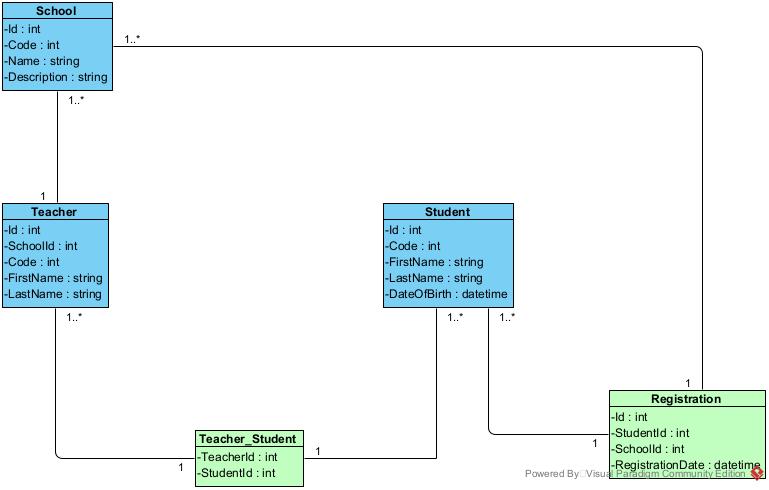 School
-Id : int
-Code : int
-Name : string
-Description : string
1..*
1..*
1
Teacher
-Id : int
-SchoolId : int
-Code : int
-FirstName : string
-LastName : string
1..*
Student
-Id : int
-Code : int
-FirstName : string
-LastName : string
-DateOfBirth : datetime
1..*
1..*
1
Registration
-Id : int
-StudentId : int
-SchoolId : int
-RegistrationDate : datetime
1
Teacher_Student
-TeacherId : int
-StudentId : int
1
1
Powered By Visual Paradigm Community Edition